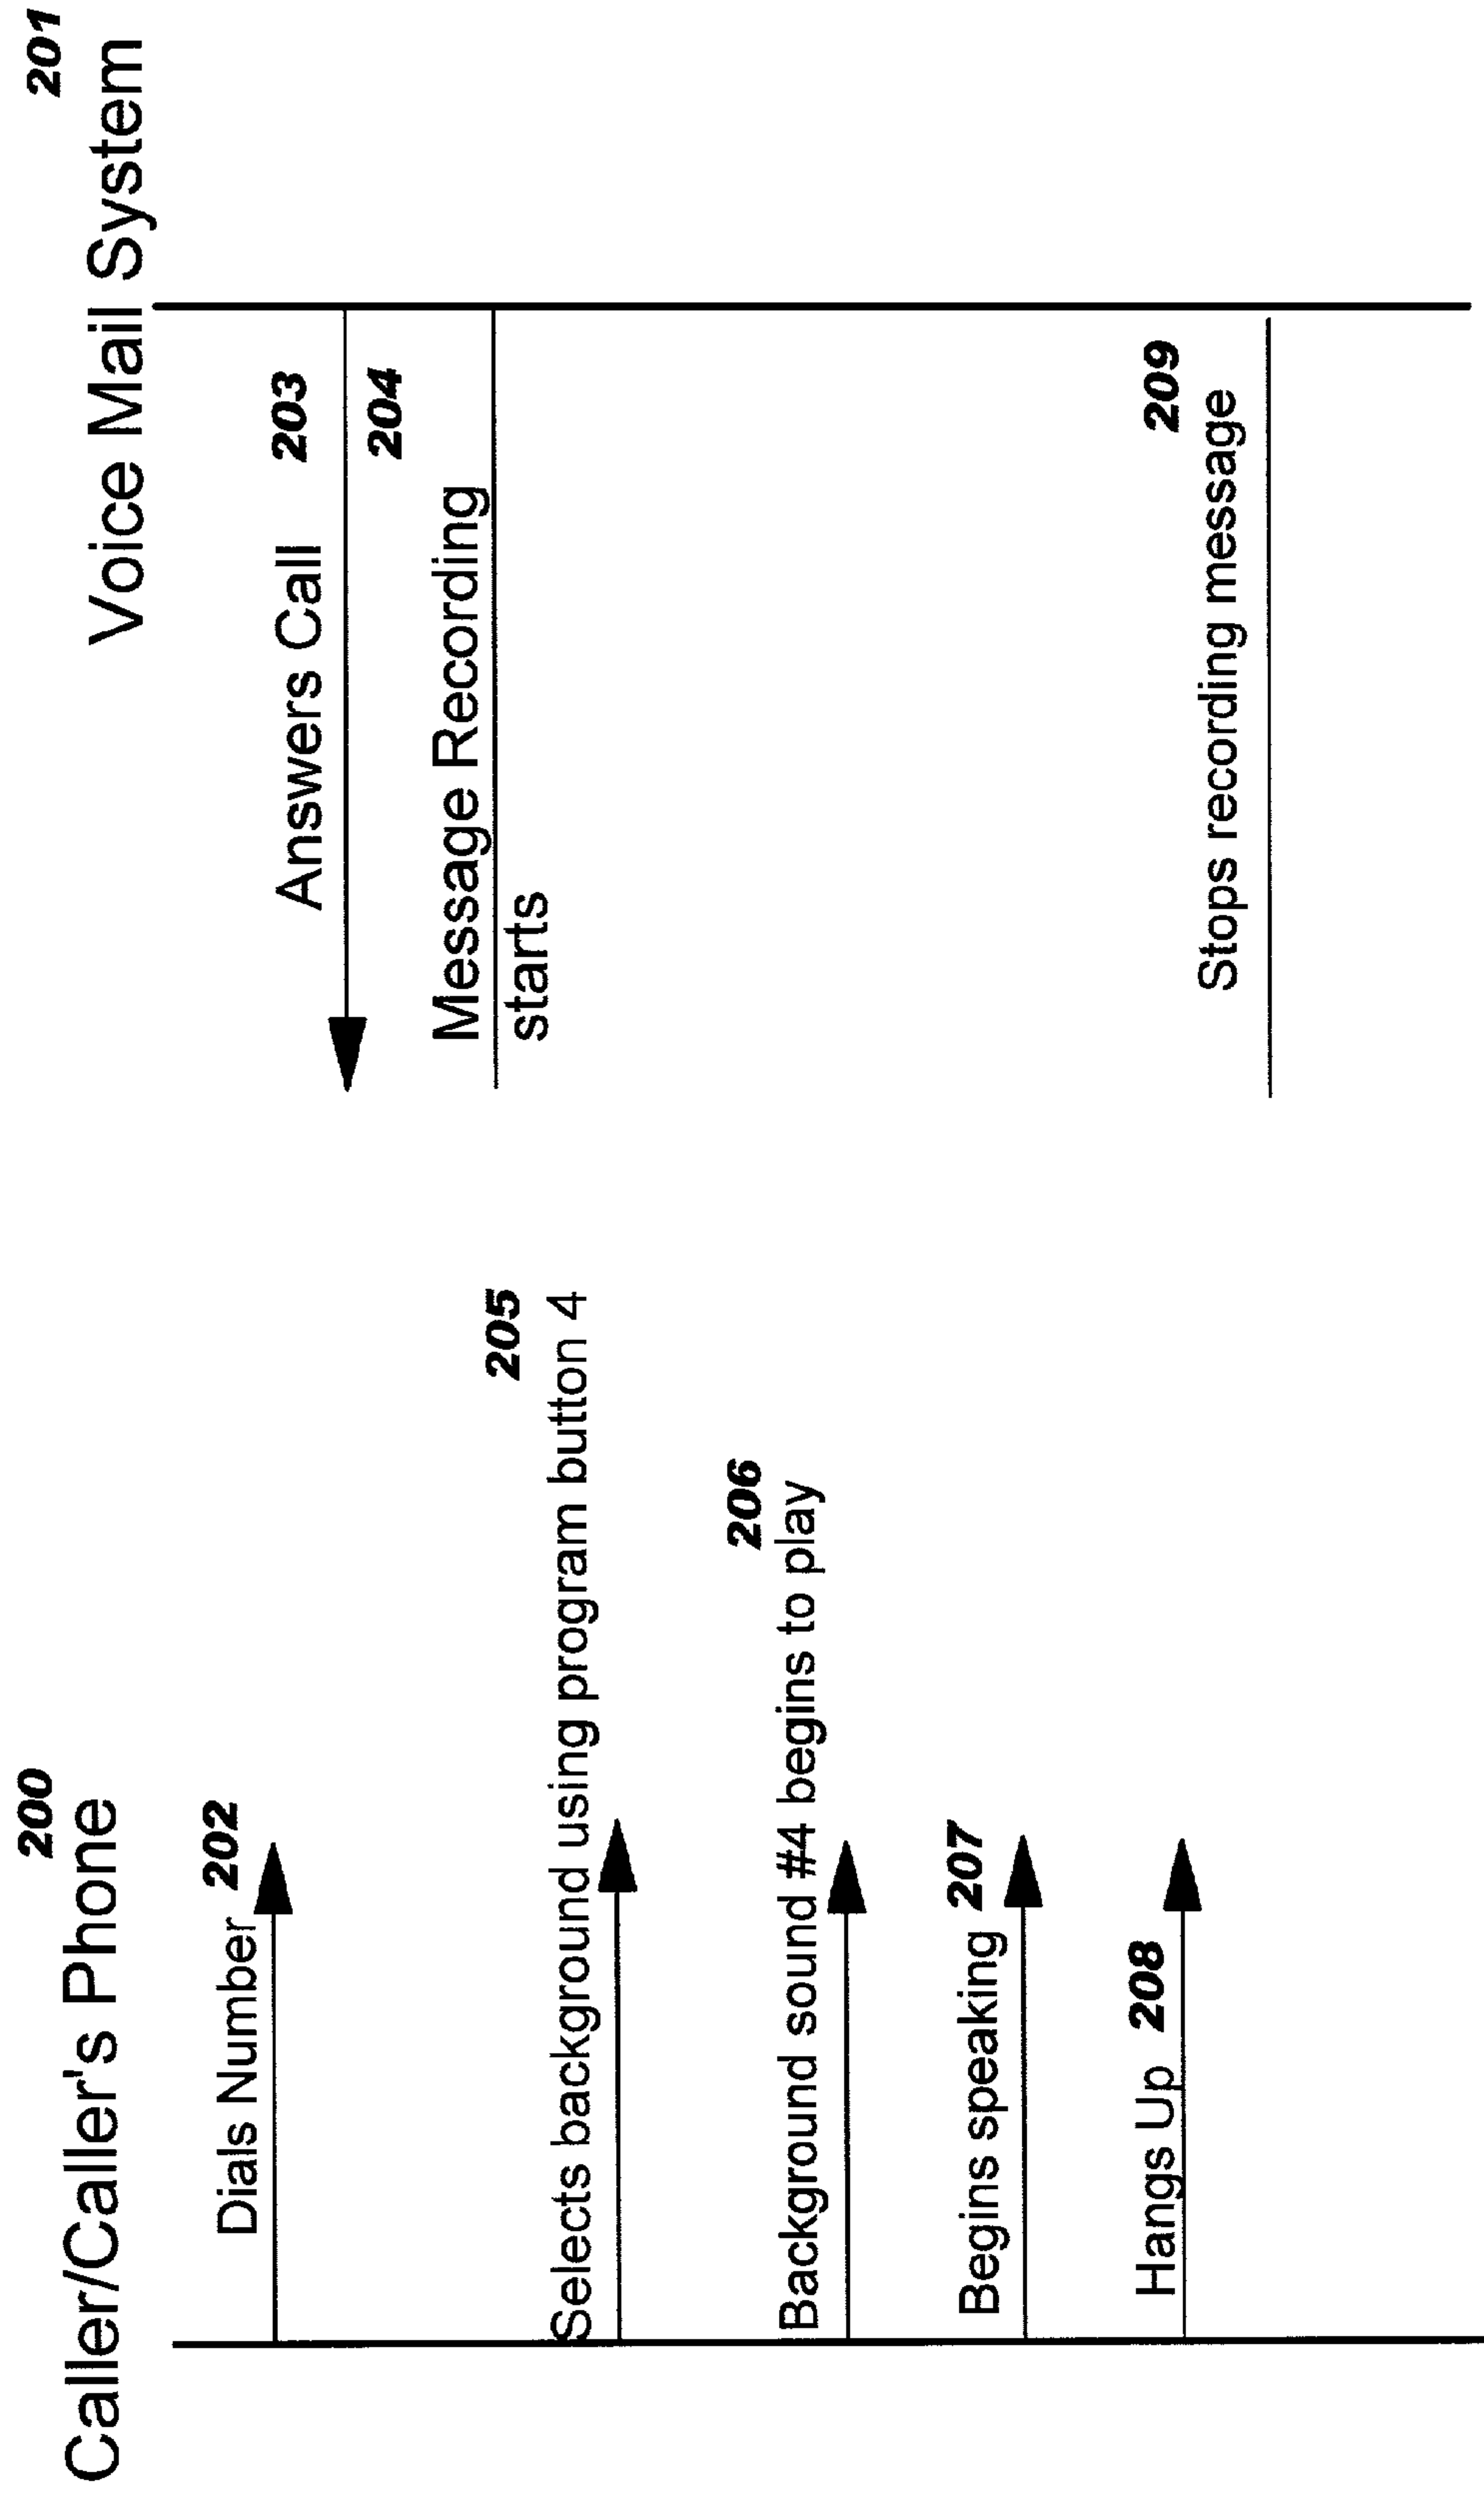 200
Caller/Caller's Phone
201
Voice Mail System
Dials Number 202
Answers Call 203
204
Message Recording
starts
205
Selects background using program button 4
206
Background sound #4 begins to play
Begins speaking 207
Hangs Up 208
209
Stops recording message